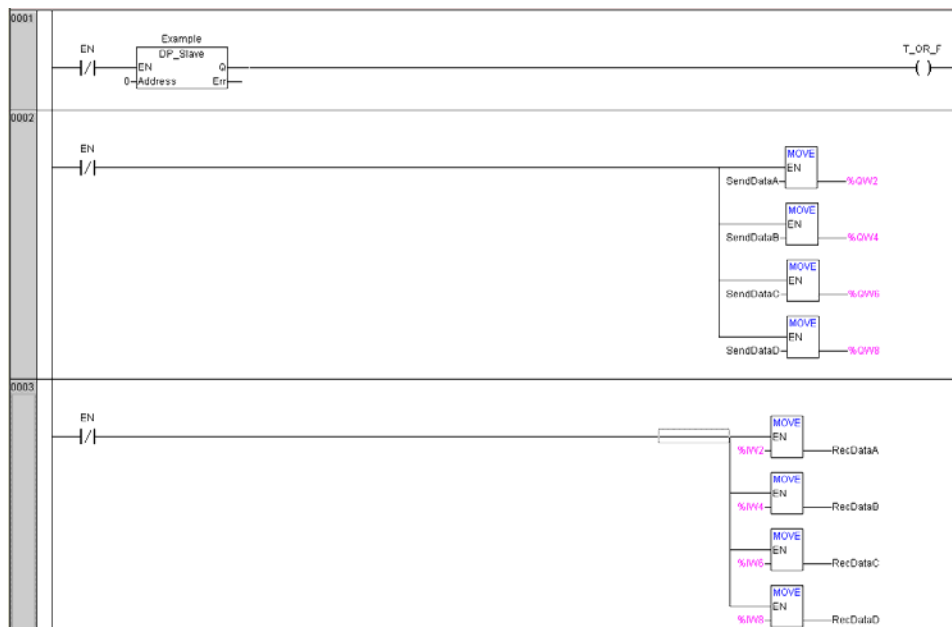 0001
EN
Example
DP_Slave
EN Q
0 Address Err
T_OR_F
( )
0002
EN
MOVE
EN
SendDataA %QW2
MOVE
EN
SendDataB %QW4
MOVE
EN
SendDataC %QW6
MOVE
EN
SendDataD %QW8
0003
EN
MOVE
EN
%IW2 RecDataA
MOVE
EN
%IW4 RecDataB
MOVE
EN
%IW6 RecDataC
MOVE
EN
%IW8 RecDataD